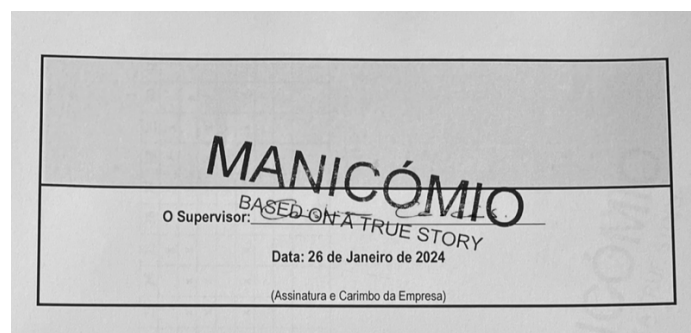 MANICÓMIO
BASED ON A TRUE STORY
O Supervisor:
Data: 26 de Janeiro de 2024
(Assinatura e Carimbo da Empresa)